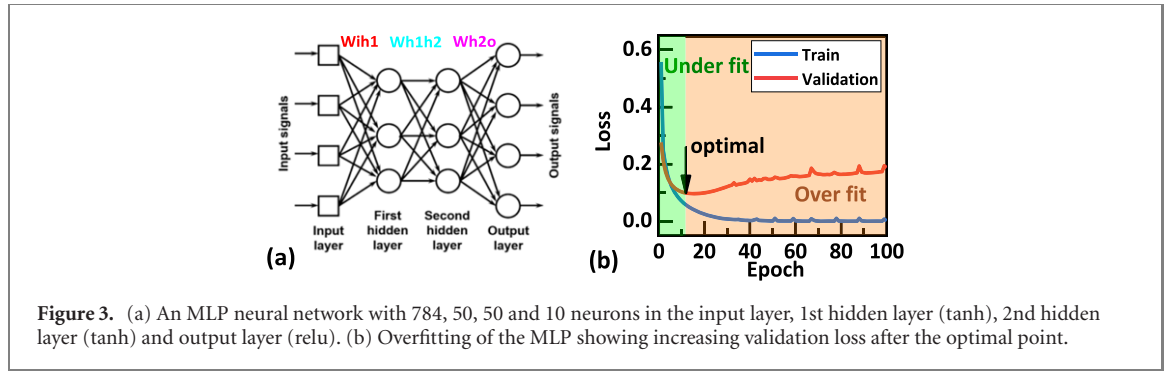 Wih1 Wh1h2 Wh2o
Input signals
Output signals
Input
layer
First
hidden
layer
Second
hidden
layer
Output
layer
(a)
0.6
0.4
0.2
0.0
Loss
Under fit
Train
Validation
optimal
Over fit
0 20 40 60 80 100
Epoch
(b)
Figure 3. (a) An MLP neural network with 784, 50, 50 and 10 neurons in the input layer, 1st hidden layer (tanh), 2nd hidden
layer (tanh) and output layer (relu). (b) Overfitting of the MLP showing increasing validation loss after the optimal point.